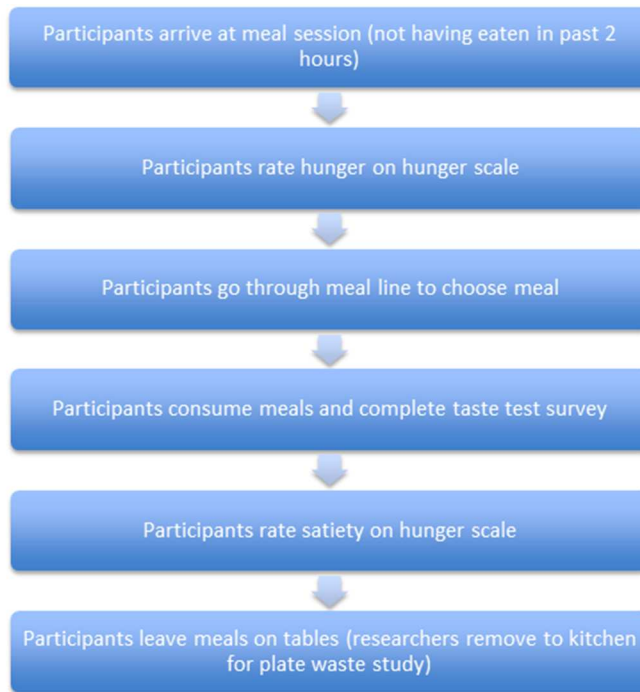 Participants arrive at meal session (not having eaten in past 2
hours)
Participants rate hunger on hunger scale
Participants go through meal line to choose meal
Participants consume meals and complete taste test survey
Participants rate satiety on hunger scale
Participants leave meals on tables (researchers remove to kitchen
for plate waste study)